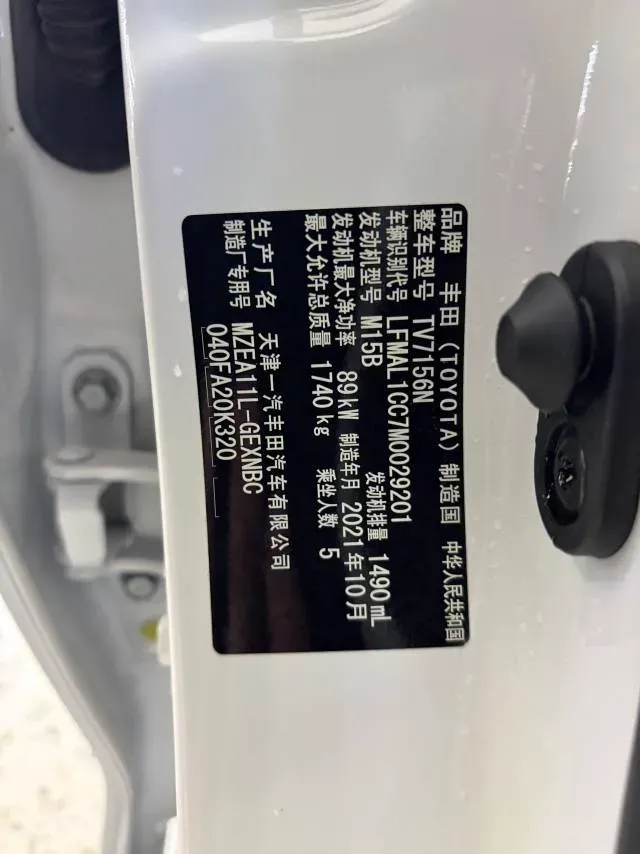 品牌 丰田（TOYOTA）制造国 中华人民共和国
整车型号 TV7156N
车辆识别代号 LFMAL1CC7M0029201
发动机型号 M15B 发动机排量 1490mL
发动机最大净功率 89kW 制造年月 2021年10月
最大允许总质量 1740kg 乘坐人数 5
生产厂名 天津一汽丰田汽车有限公司
制造厂专用号 MZEA11L-GEXNBC
040FA20K320